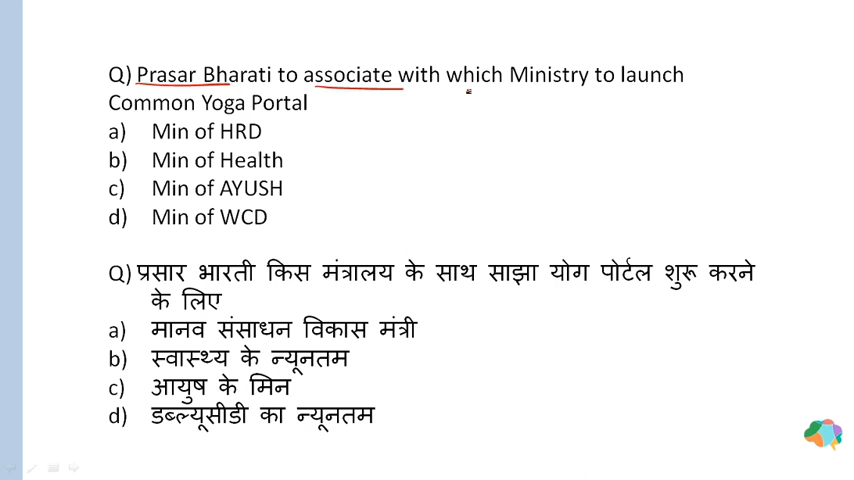 Q) Prasar Bharati to associate with which Ministry to launch
Common Yoga Portal
a) Min of HRD
b) Min of Health
c) Min of AYUSH
d) Min of WCD
Q) प्रसार भारती किस मंत्रालय के साथ साझा योग पोर्टल शुरू करने
के लिए
a) मानव संसाधन विकास मंत्री
b) स्वास्थ्य के न्यूनतम
c) आयुष के मिन
d) डब्ल्यूसीडी का न्यूनतम